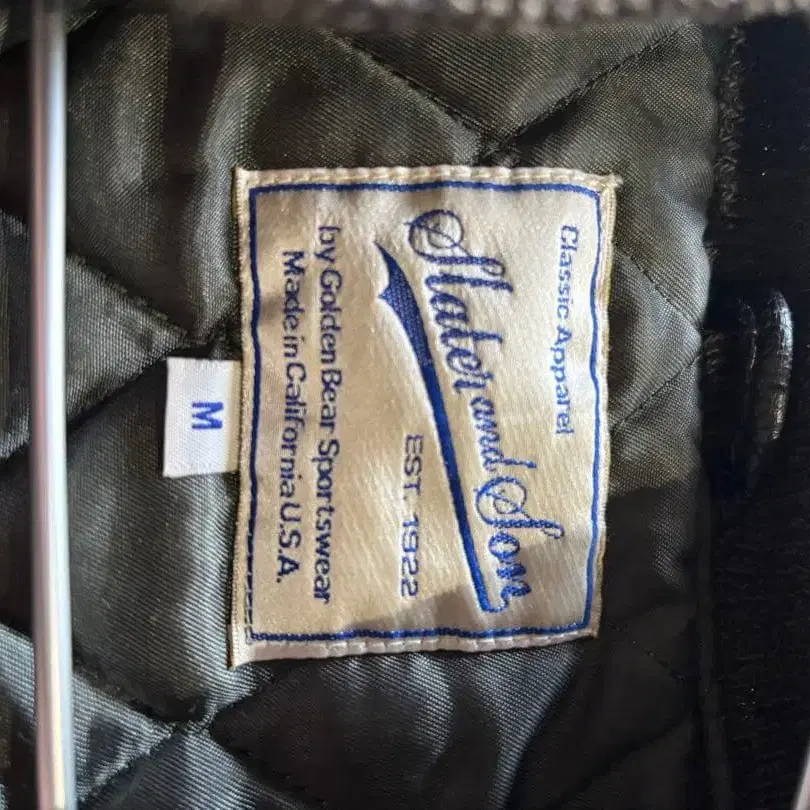 Classic Apparel
Slater and Son
EST. 1922
by Golden Bear Sportswear
Made in California U.S.A.
M